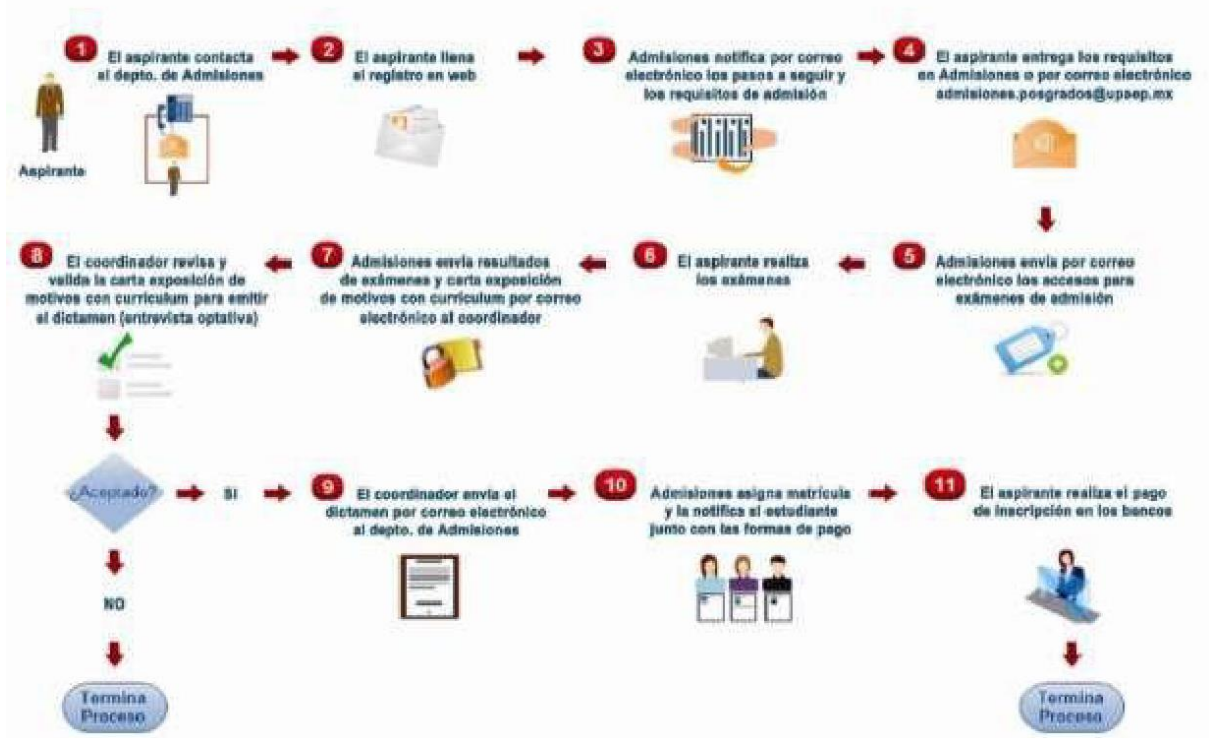 1
El aspirante contacta
al depto. de Admisiones
Aspirante
2
El aspirante llena
el registro en web
3
Admisiones notifica por correo
electrónico los pasos a seguir y
los requisitos de admisión
4
El aspirante entrega los requisitos
en Admisiones o por correo electrónico
admisiones.posgrados@upaep.mx
5
Admisiones envía por correo
electrónico los accesos para
exámenes de admisión
6
El aspirante realiza
los exámenes
7
Admisiones envía resultados
de exámenes y carta exposición
de motivos con curriculum por correo
electrónico al coordinador
8
El coordinador revisa y
valida la carta exposición de
motivos con curriculum para emitir
el dictamen (entrevista optativa)
¿Aceptado?
SI
9
El coordinador envía el
dictamen por correo electrónico
al depto. de Admisiones
10
Admisiones asigna matrícula
y la notifica al estudiante
junto con las formas de pago
11
El aspirante realiza el pago
de inscripción en los bancos
NO
Termina
Proceso
Termina
Proceso